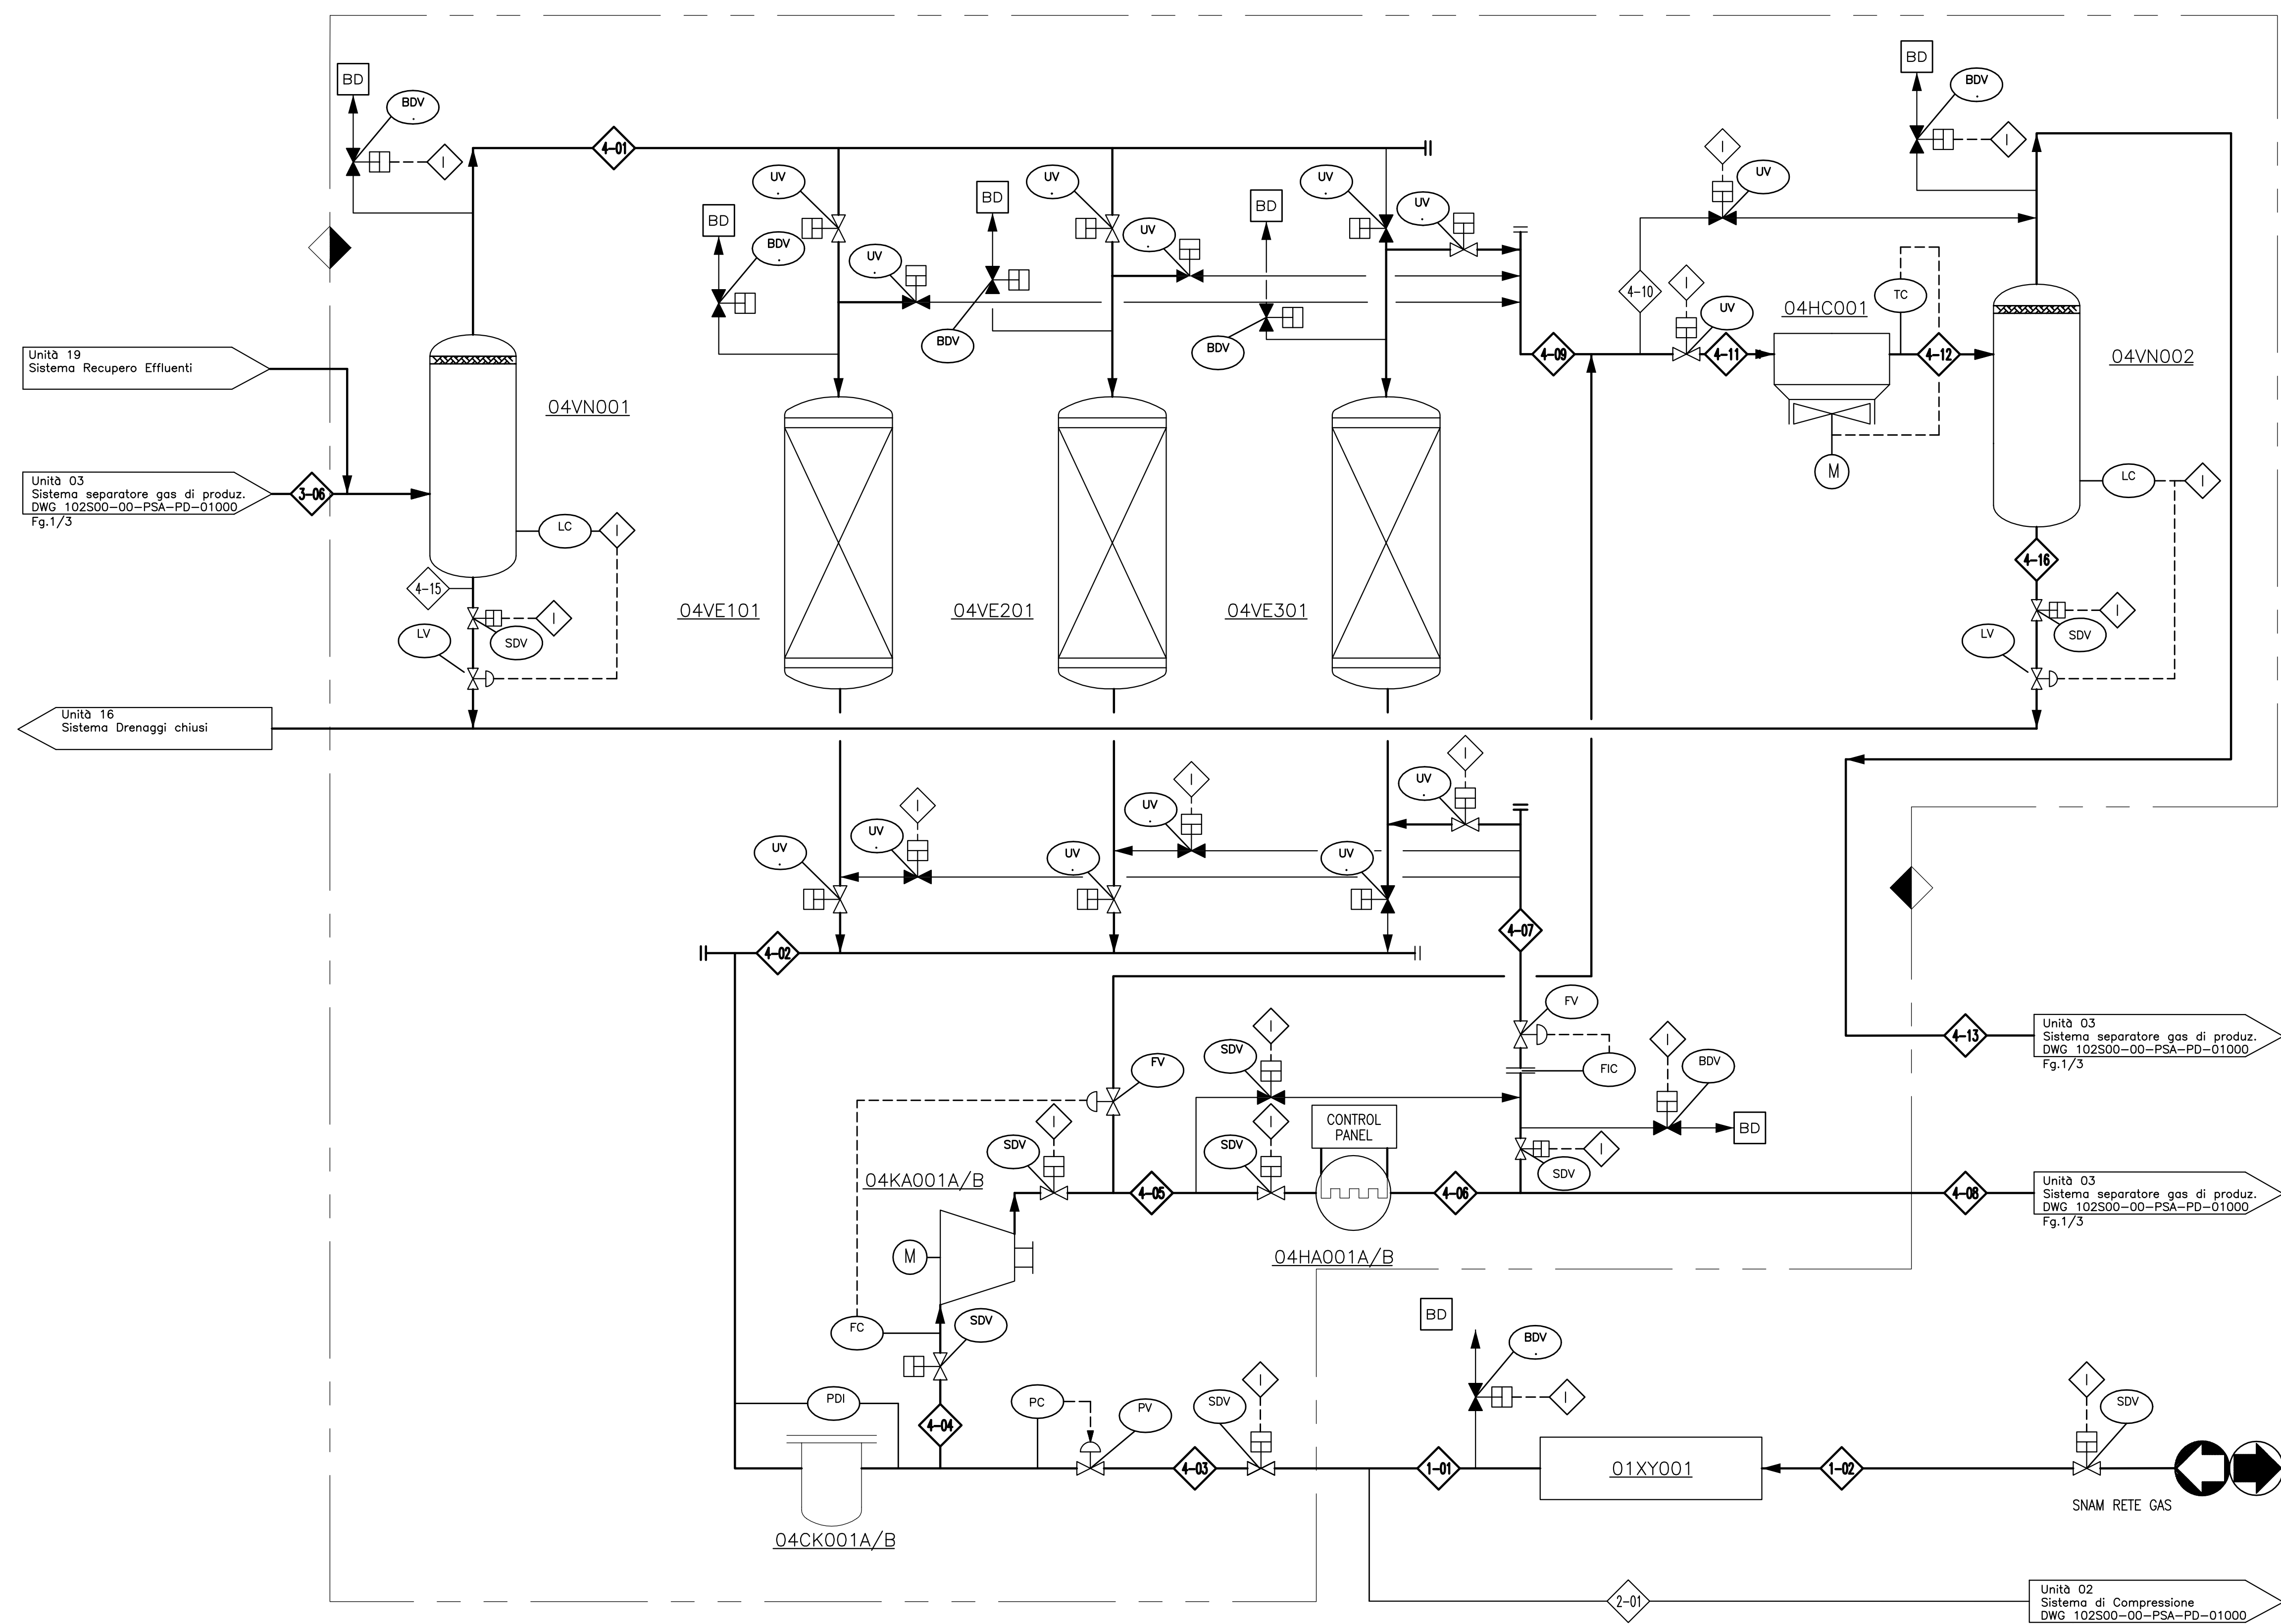 BD
BDV
I
4-01
BD
BDV
I
I
UV
UV
UV
UV
UV
UV
UV
BD
BDV
BD
BDV
BD
BDV
4-10
I
UV
04HC001
TC
Unità 19
Sistema Recupero Effluenti
04VN001
4-09
4-11
4-12
04VN002
M
Unità 03
Sistema separatore gas di produz.
DWG 102S00-00-PSA-PD-01000
Fg.1/3
3-06
LC
I
LC
I
4-15
I
SDV
LV
04VE101
04VE201
04VE301
4-16
I
SDV
LV
Unità 16
Sistema Drenaggi chiusi
I
UV
I
UV
I
UV
UV
UV
UV
4-02
4-07
FV
FIC
I
BDV
BD
I
SDV
4-13
Unità 03
Sistema separatore gas di produz.
DWG 102S00-00-PSA-PD-01000
Fg.1/3
I
SDV
FV
I
SDV
I
SDV
CONTROL
PANEL
04KA001A/B
4-05
4-06
4-08
Unità 03
Sistema separatore gas di produz.
DWG 102S00-00-PSA-PD-01000
Fg.1/3
M
04HA001A/B
FC
SDV
BD
BDV
I
PDI
4-04
PC
PV
SDV
I
I
SDV
4-03
1-01
01XY001
1-02
SNAM RETE GAS
04CK001A/B
2-01
Unità 02
Sistema di Compressione
DWG 102S00-00-PSA-PD-01000